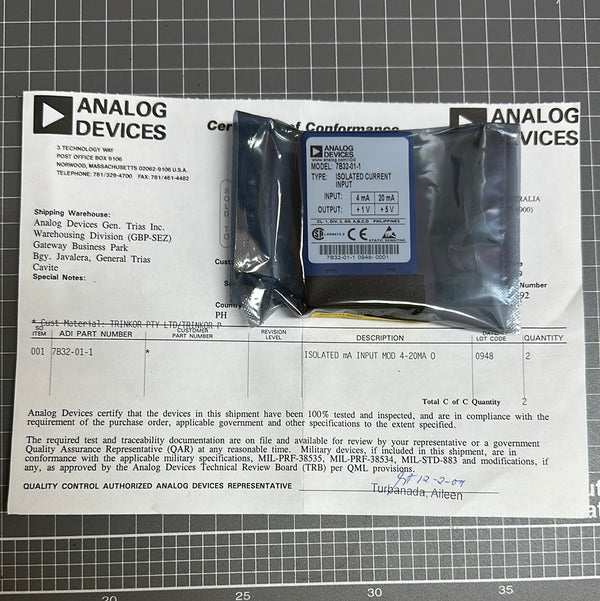 ANALOG
DEVICES
ANALOG
DEVICES
3 TECHNOLOGY WAY
POST OFFICE BOX 9106
NORWOOD, MASSACHUSETTS 02062-9106 U.S.A.
TELEPHONE: 781/329-4700 FAX: 781/461-4482
Shipping Warehouse:
Analog Devices Gen. Trias Inc.
Warehousing Division (GBP-SEZ)
Gateway Business Park
Bgy. Javalera, General Trias
Cavite
Special Notes:
PH
ANALOG
DEVICES
www.analog.com/IOS
MODEL: 7B32-01-1
TYPE: ISOLATED CURRENT
INPUT
INPUT: 4 mA 20 mA
OUTPUT: + 1 V + 5 V
CL. 1, DIV. 2, GR. A,B,C,D PHILIPPINES
STATIC SENSITIVE
7B32-01-1 0948- 0001
* Cust Material: TRINKOR PTY LTD/TRINKOR P
ITEM ADI PART NUMBER CUSTOMER PART NUMBER REVISION LEVEL DESCRIPTION LOT CODE QUANTITY
001 7B32-01-1 * ISOLATED mA INPUT MOD 4-20MA O 0948 2
Total C of C Quantity 2
Analog Devices certify that the devices in this shipment have been 100% tested and inspected, and are in compliance with the
requirement of the purchase order, applicable government and other specifications to the extent specified.
The required test and traceability documentation are on file and available for review by your representative or a government
Quality Assurance Representative (QAR) at any reasonable time. Military devices, if included in this shipment, are in
conformance with the applicable military specifications, MIL-PRF-38535, MIL-PRF-38534, MIL-STD-883 and modifications, if
any, as approved by the Analog Devices Technical Review Board (TRB) per QML provisions.
QUALITY CONTROL AUTHORIZED ANALOG DEVICES REPRESENTATIVE
Turbanada, Aileen
20 25 30 35